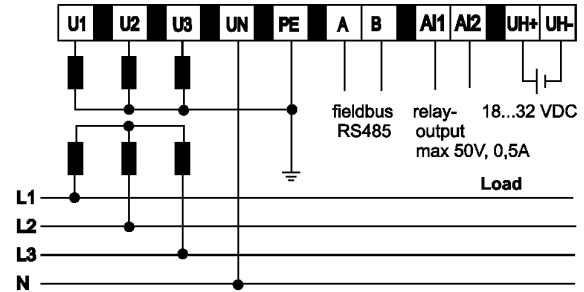 U1 U2 U3 UN PE A B AI1 AI2 UH+ UH-
fieldbus
RS485
relay-
output
max 50V, 0,5A
18...32 VDC
Load
L1
L2
L3
N